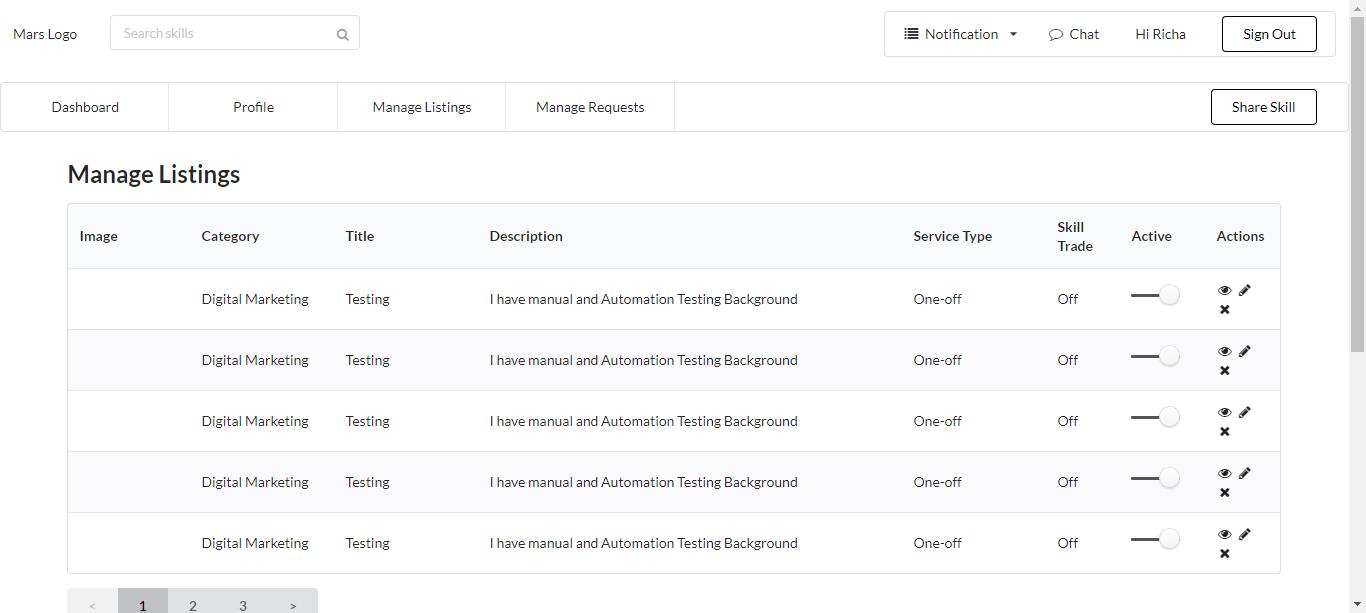 Mars Logo Search skills Notification Chat Hi Richa Sign Out
Dashboard Profile Manage Listings Manage Requests Share Skill
Manage Listings
Image Category Title Description Service Type Skill Trade Active Actions
Digital Marketing Testing I have manual and Automation Testing Background One-off Off
Digital Marketing Testing I have manual and Automation Testing Background One-off Off
Digital Marketing Testing I have manual and Automation Testing Background One-off Off
Digital Marketing Testing I have manual and Automation Testing Background One-off Off
Digital Marketing Testing I have manual and Automation Testing Background One-off Off
< 1 2 3 >